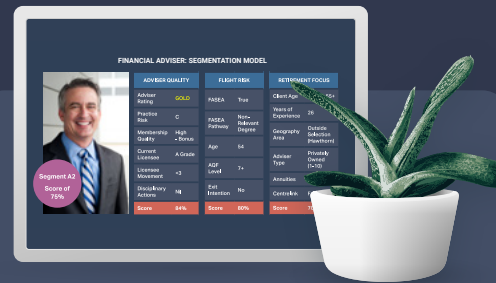 FINANCIAL ADVISER: SEGMENTATION MODEL
ADVISER QUALITY
Adviser Rating GOLD
Practice Risk C
Membership Quality High - Bonus
Current Licensee A Grade
Licensee Movement <3
Disciplinary Actions Nil
Score 84%
FLIGHT RISK
FASEA True
FASEA Pathway Non-Relevant Degree
Age 54
AQF Level 7+
Exit Intention No
Score 80%
RETIREMENT FOCUS
Client Age
Years of Experience 26
Geography Area Outside Selection (Hawthorn)
Adviser Type Privately Owned (1-10)
Annuities
Centrelink
Score
Segment A2
Score of
75%